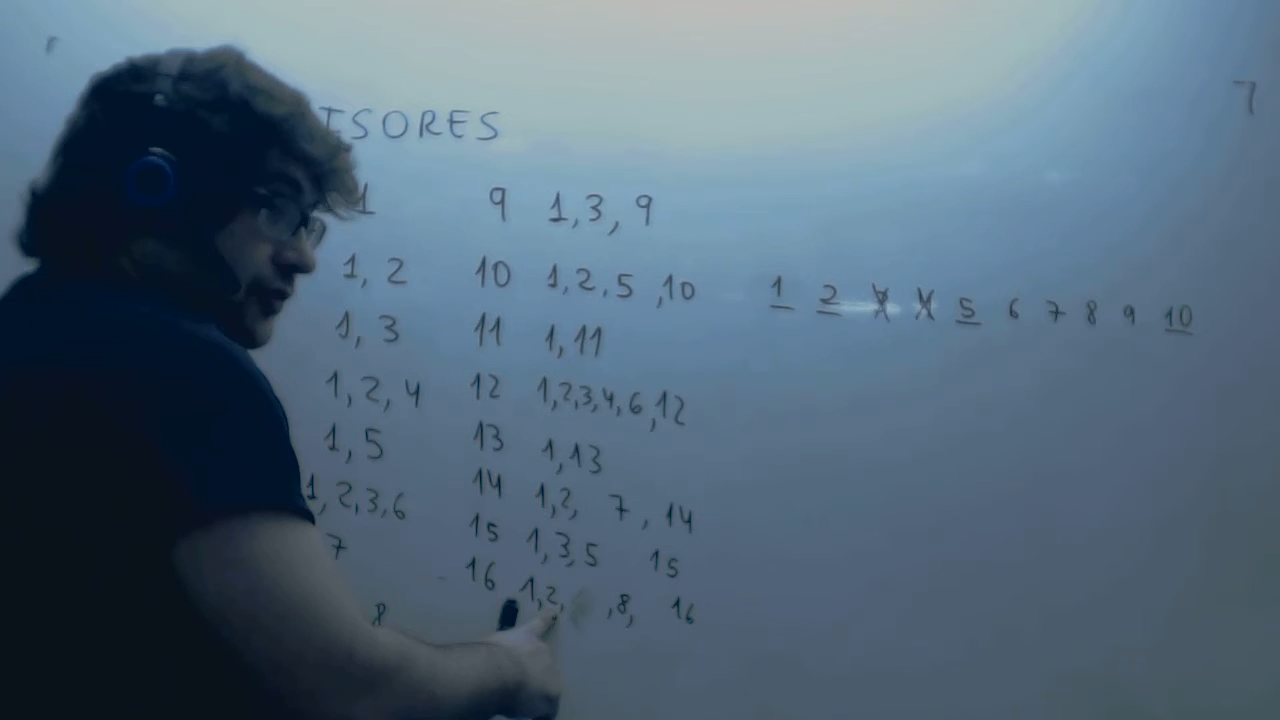 ISORES
7
1 9 1,3,9
1,2 10 1,2,5,10 1 2 5 6 7 8 9 10
1,3 11 1,11
1,2,4 12 1,2,3,4,6,12
1,5 13 1,13
1,2,3,6 14 1,2, 7,14
7 15 1,3,5 15
8 16 1,2, ,8, 16